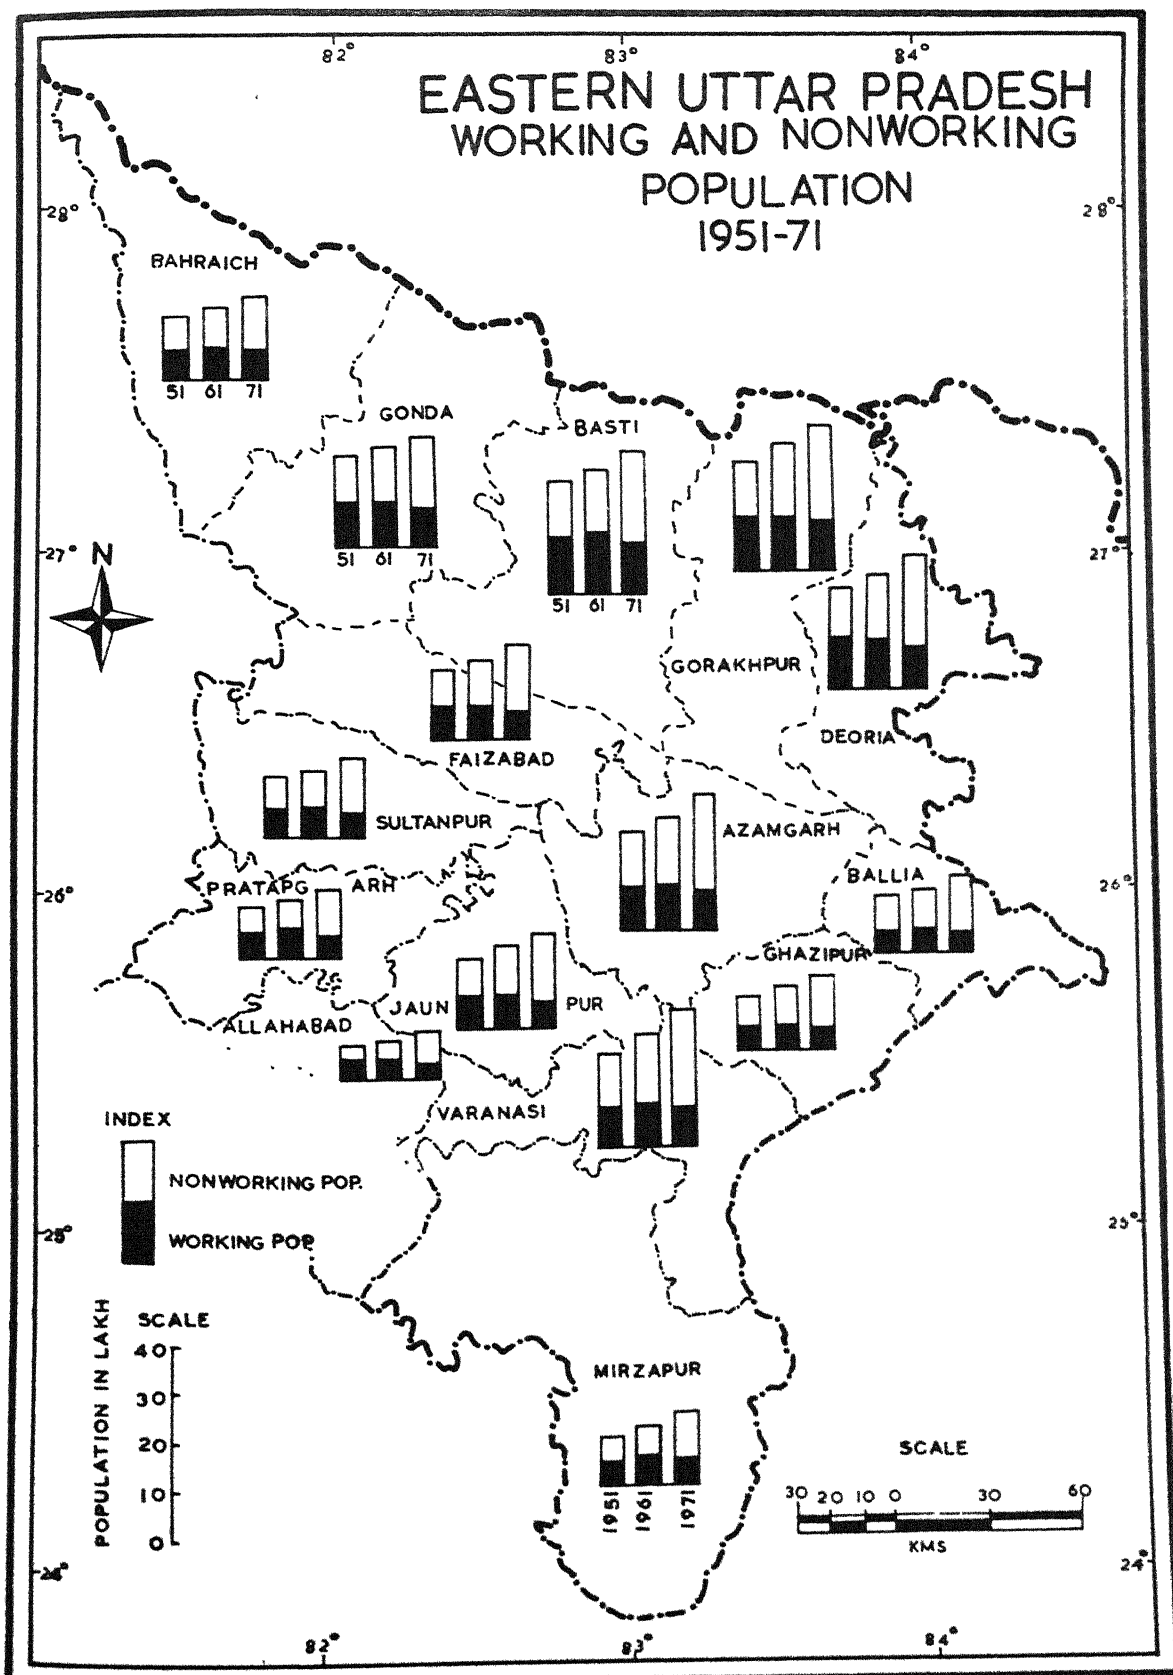 82° 83° 84°
EASTERN UTTAR PRADESH
WORKING AND NONWORKING
POPULATION
1951-71
28° 28°
BAHRAICH
51 61 71
GONDA
BASTI
51 61 71
27° 27°
N
51 61 71
GORAKHPUR
DEORIA
FAIZABAD
SULTANPUR
AZAMGARH
PRATAPG ARH
BALLIA
26° 26°
GHAZIPUR
JAUN PUR
ALLAHABAD
VARANASI
INDEX
NONWORKING POP.
WORKING POP
25° 25°
POPULATION IN LAKH
SCALE
40
30
20
10
0
MIRZAPUR
1951 1961 1971
SCALE
30 20 10 0 30 60
KMS
24° 24°
82° 83° 84°